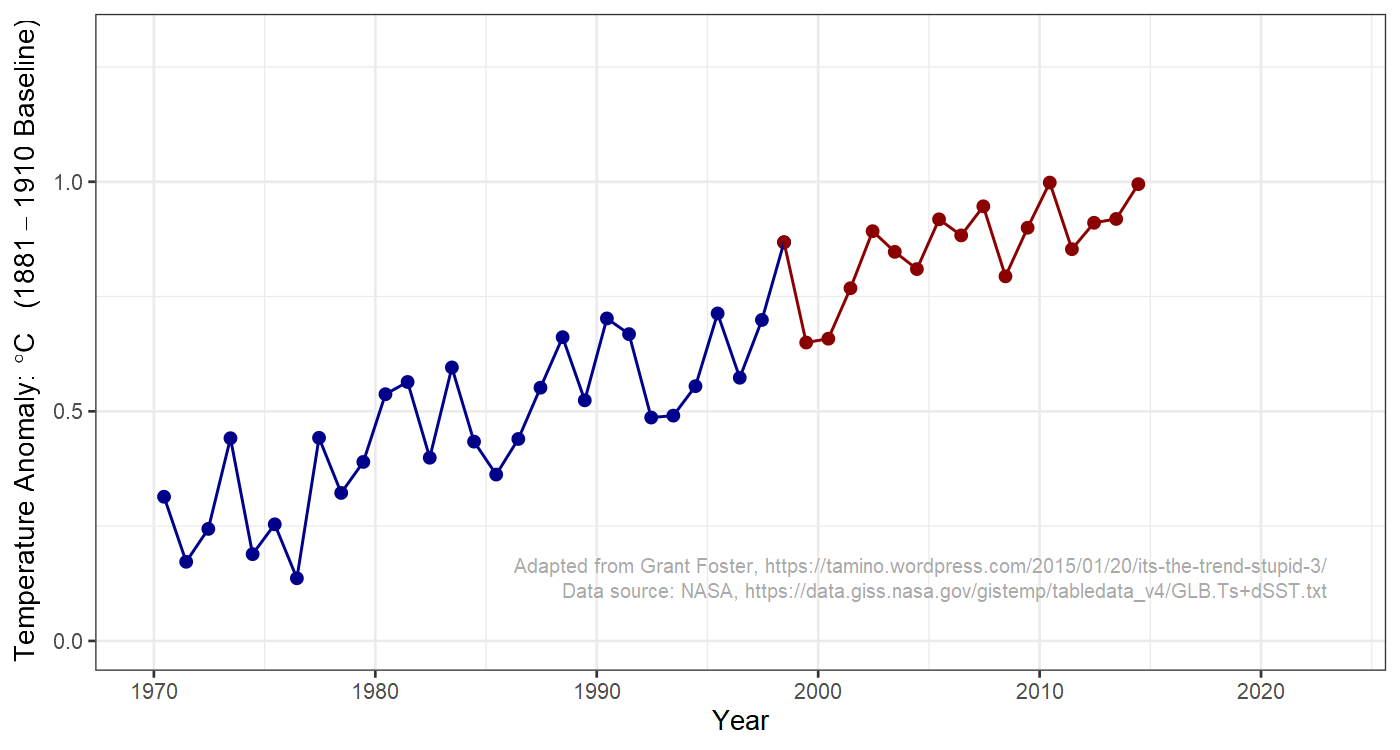 Temperature Anomaly: °C (1881 – 1910 Baseline)
1.0
0.5
0.0
Adapted from Grant Foster, https://tamino.wordpress.com/2015/01/20/its-the-trend-stupid-3/
Data source: NASA, https://data.giss.nasa.gov/gistemp/tabledata_v4/GLB.Ts+dSST.txt
1970 1980 1990 2000 2010 2020
Year